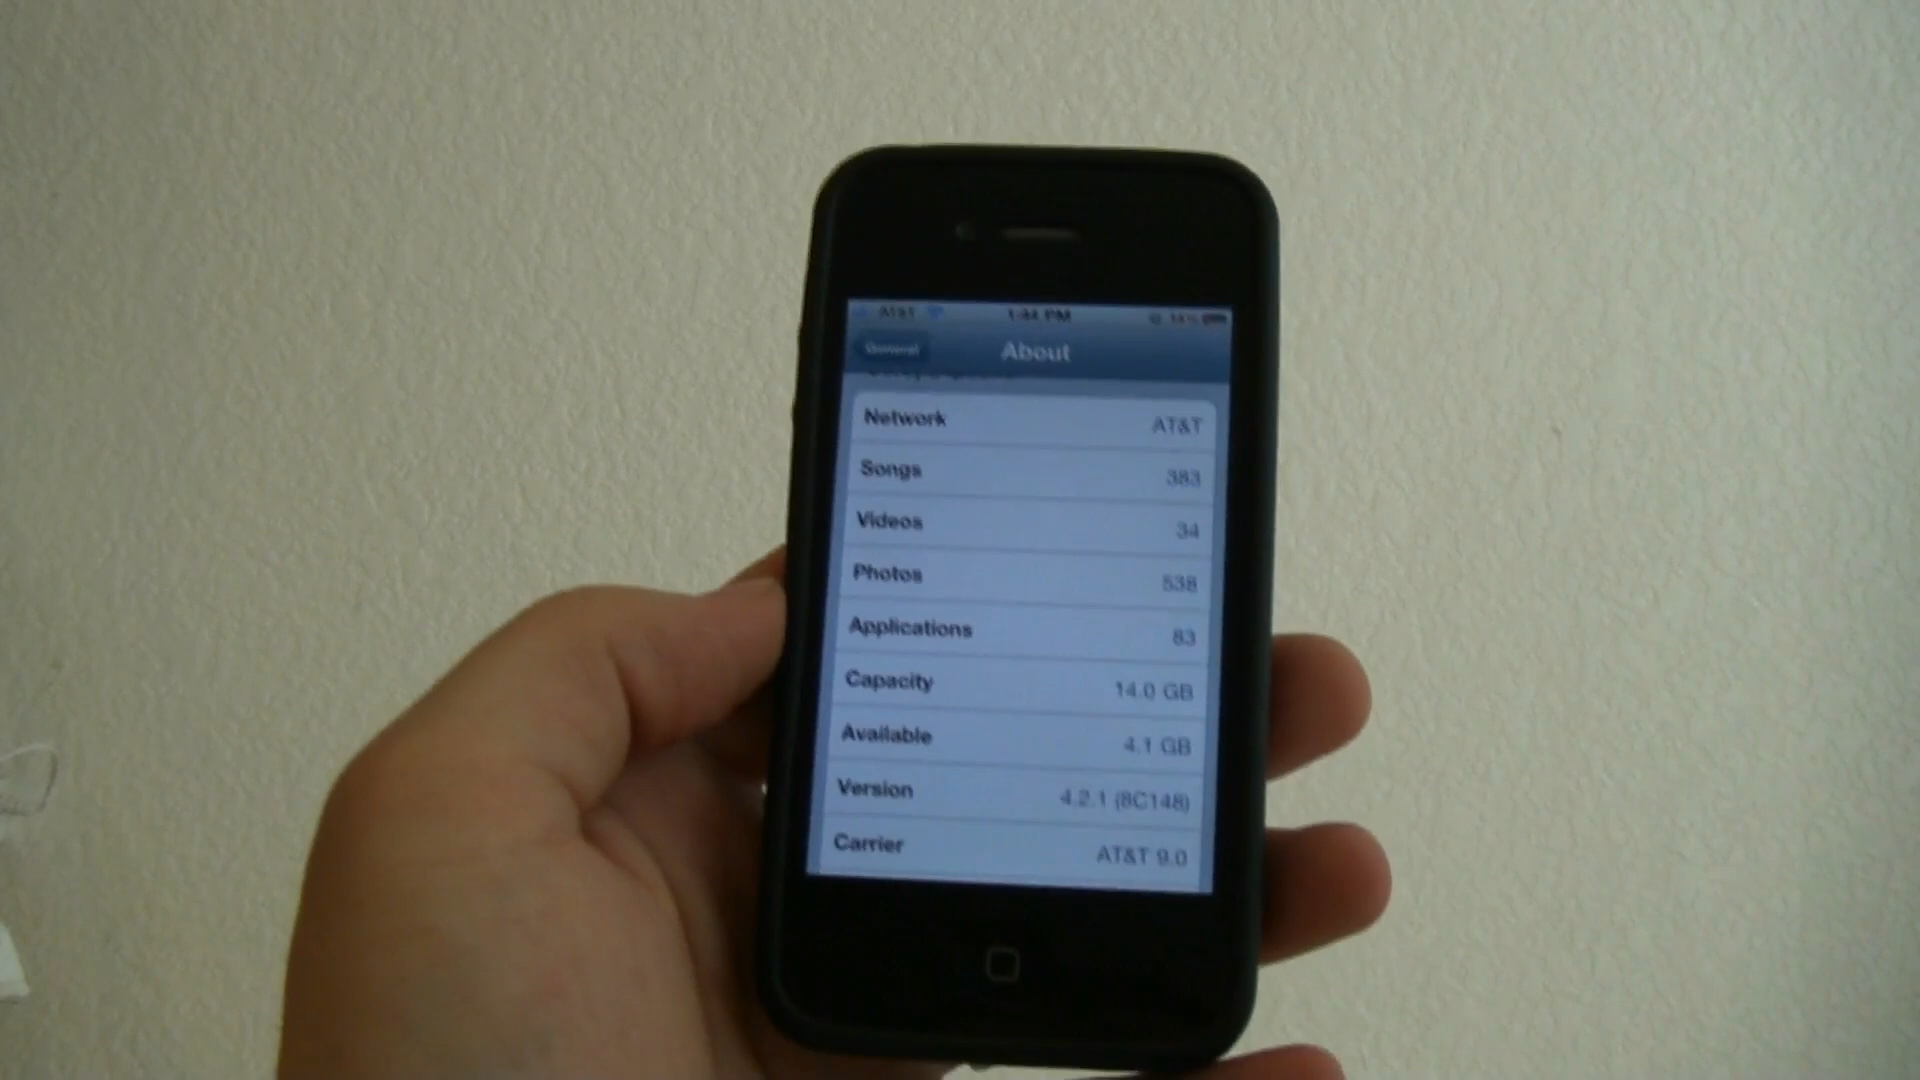 AT&T 1:44 PM
General About
Network AT&T
Songs 383
Videos 34
Photos 538
Applications 83
Capacity 14.0 GB
Available 4.1 GB
Version 4.2.1 (8C148)
Carrier AT&T 9.0